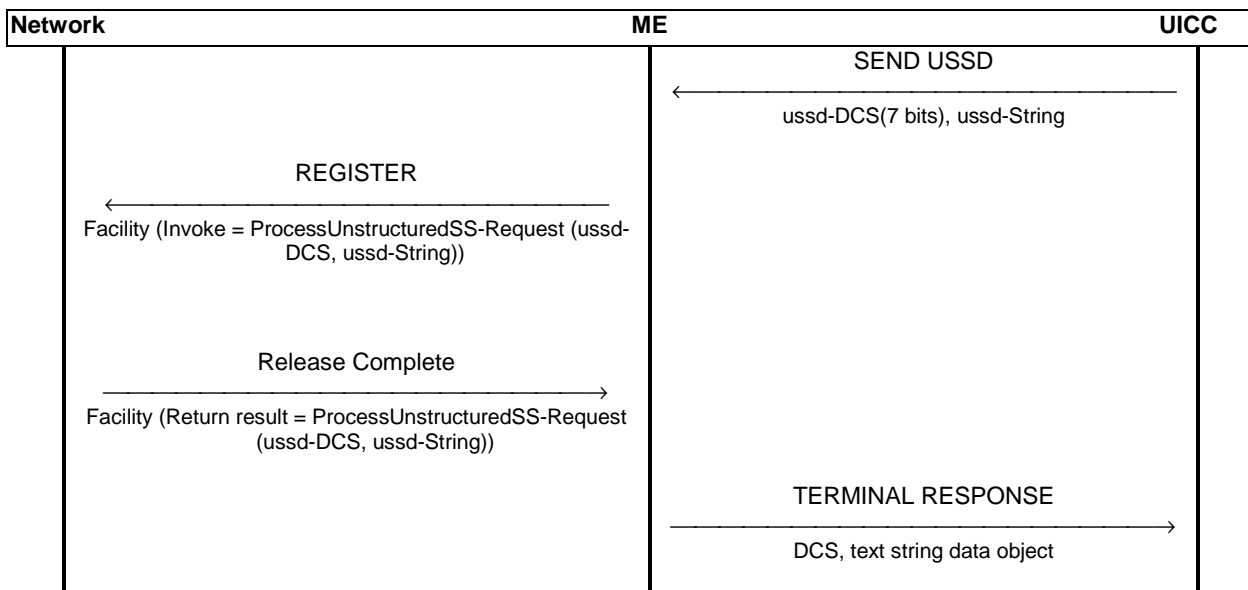 Network ME UICC
SEND USSD
ussd-DCS(7 bits), ussd-String
REGISTER
Facility (Invoke = ProcessUnstructuredSS-Request (ussd-
DCS, ussd-String))
Release Complete
Facility (Return result = ProcessUnstructuredSS-Request
(ussd-DCS, ussd-String))
TERMINAL RESPONSE
DCS, text string data object